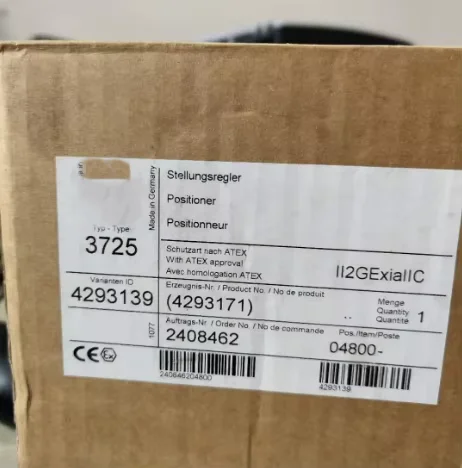 Made in Germany
Stellungsregler
Positioner
Positionneur
Typ - Type
3725
Schutzart nach ATEX
With ATEX approval
Avec homologation ATEX
II2GExiaIIC
Varianten ID
4293139
Erzeugnis-Nr. / Product No. / No de produit
(4293171)
..
Menge
Quantity
Quantité
1
1077
Auftrags-Nr. / Order No. / No de commande
2408462
Pos./Item/Poste
04800-
CE Ex
240846204800
4293139